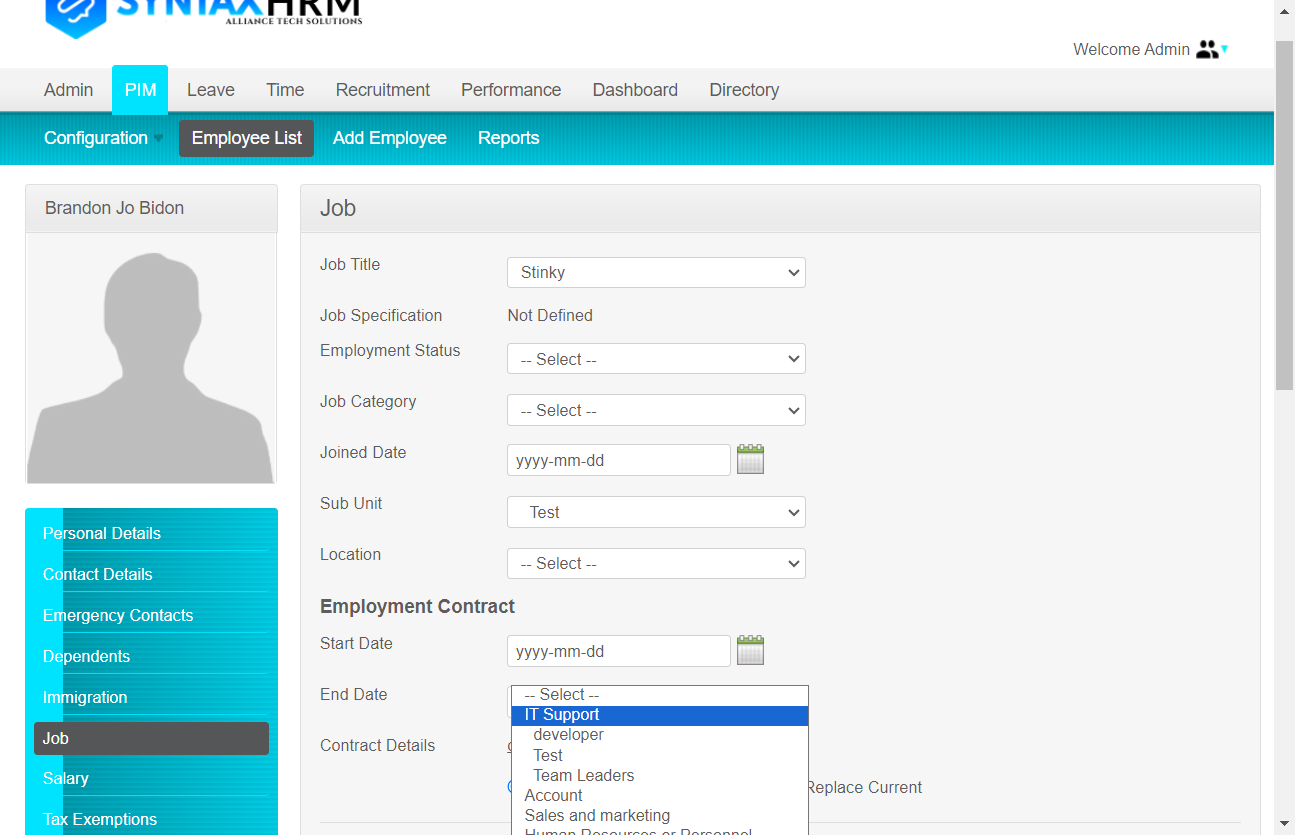 SYNTAXHRM
ALLIANCE TECH SOLUTIONS
Welcome Admin
Admin PIM Leave Time Recruitment Performance Dashboard Directory
Configuration Employee List Add Employee Reports
Brandon Jo Bidon
Job
Job Title Stinky
Job Specification Not Defined
Employment Status -- Select --
Job Category -- Select --
Joined Date yyyy-mm-dd
Sub Unit Test
Location -- Select --
Employment Contract
Start Date yyyy-mm-dd
End Date
Contract Details
Replace Current
-- Select --
IT Support
developer
Test
Team Leaders
Account
Sales and marketing
Human Resources or Personnel
Personal Details
Contact Details
Emergency Contacts
Dependents
Immigration
Job
Salary
Tax Exemptions